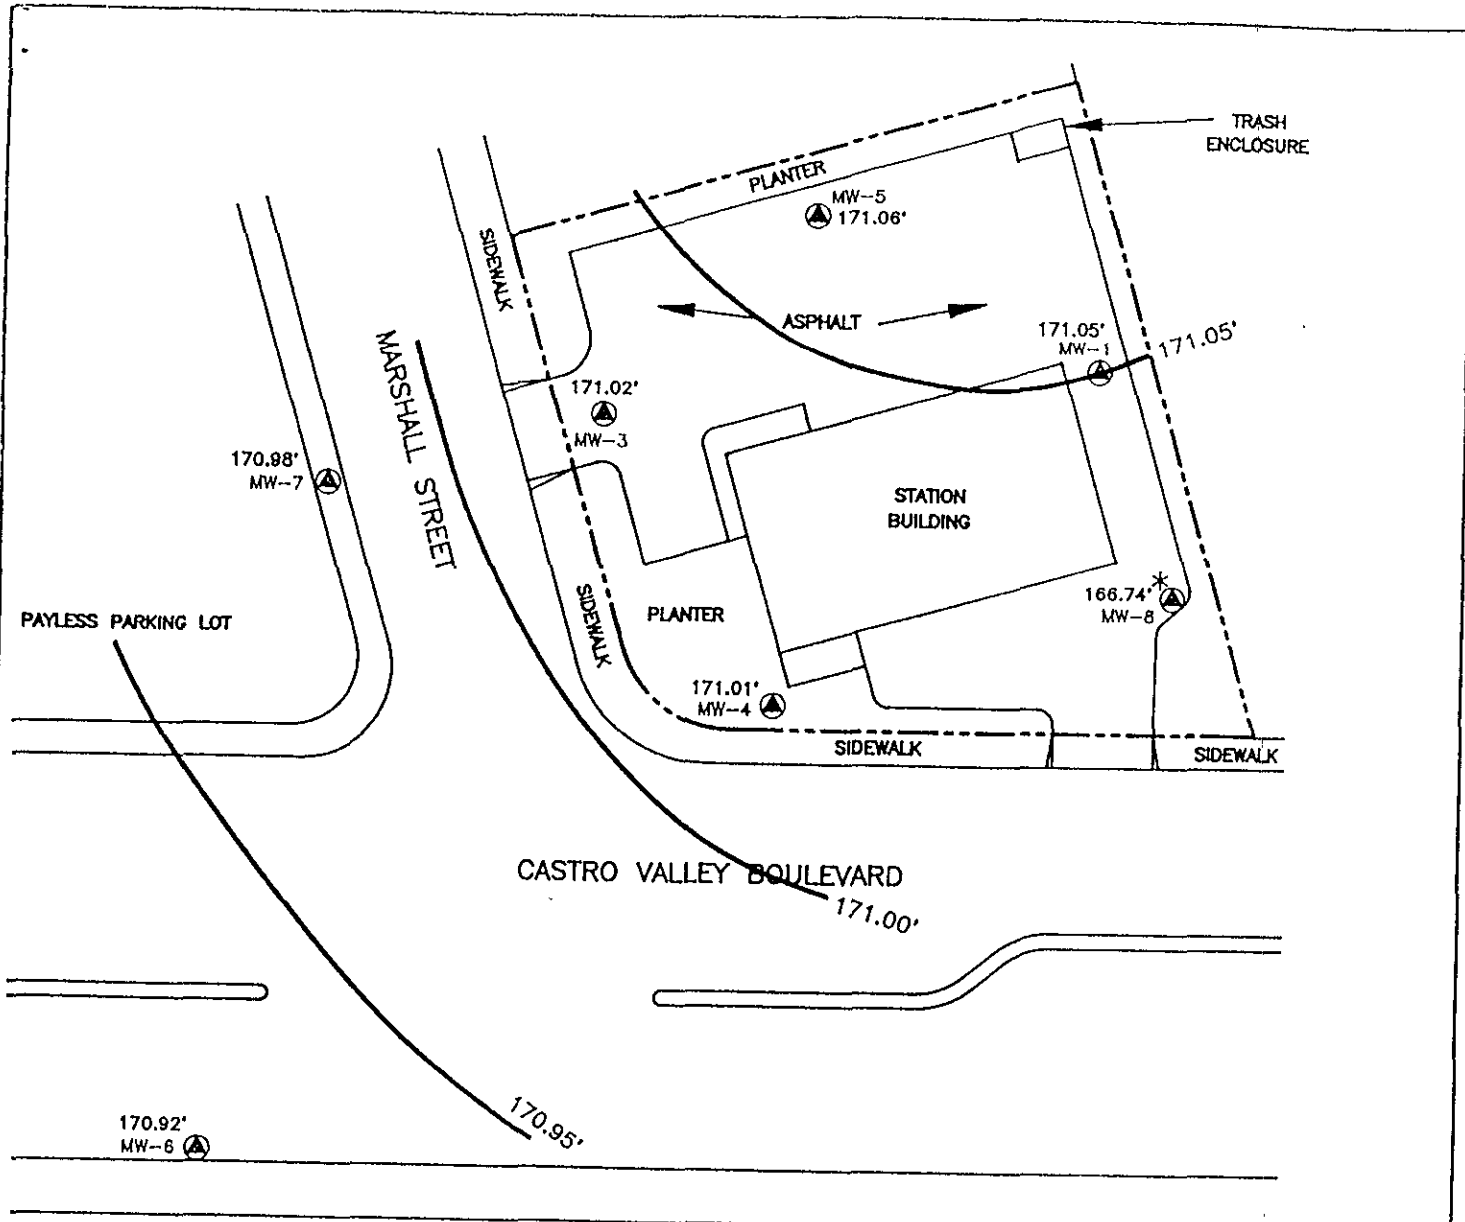 TRASH
ENCLOSURE
PLANTER
MW-5
171.06'
SIDEWALK
ASPHALT
171.05'
MW-1
171.05'
MARSHALL STREET
171.02'
MW-3
170.98'
MW-7
STATION
BUILDING
166.74'*
MW-8
SIDEWALK
PLANTER
PAYLESS PARKING LOT
171.01'
MW-4
SIDEWALK
SIDEWALK
CASTRO VALLEY BOULEVARD
171.00'
170.95'
170.92'
MW-6